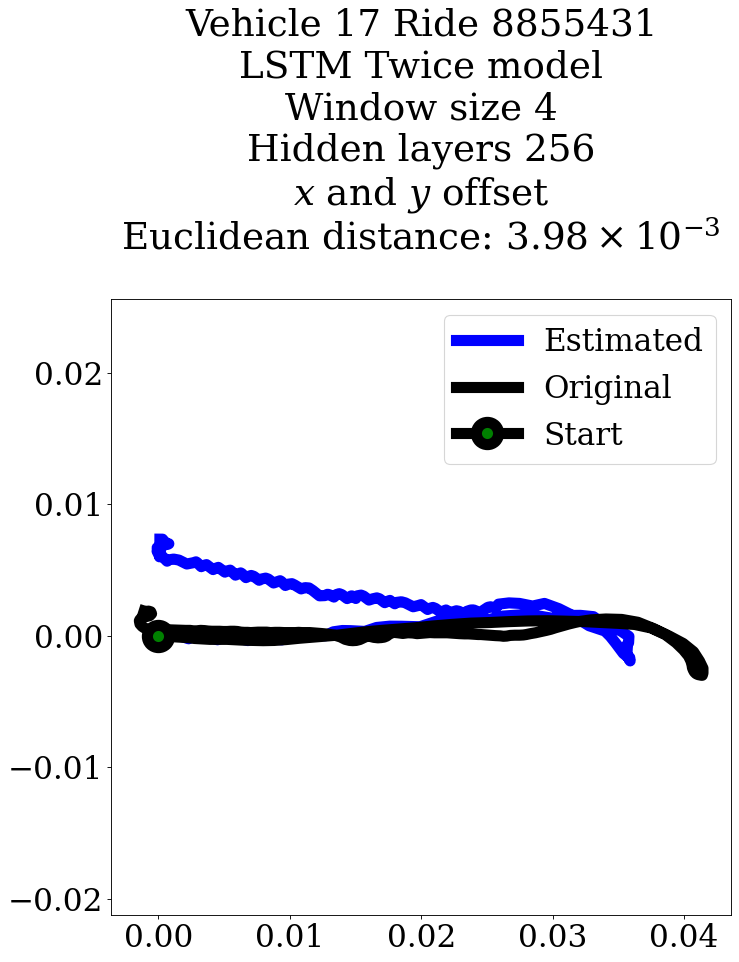 Vehicle 17 Ride 8855431
LSTM Twice model
Window size 4
Hidden layers 256
x and y offset
Euclidean distance: 3.98 × 10⁻³
Estimated
Original
Start
0.02
0.01
0.00
−0.01
−0.02
0.00 0.01 0.02 0.03 0.04